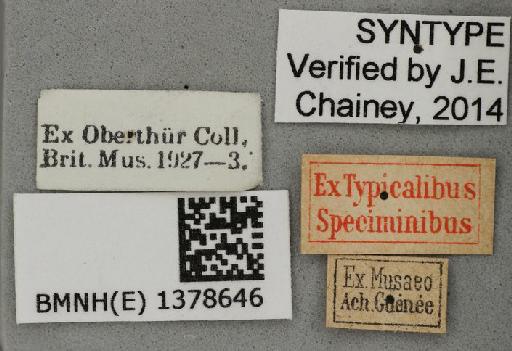 SYNTYPE
Verified by J.E.
Chainey, 2014
Ex Oberthür Coll.
Brit. Mus. 1927—3.
Ex Typicalibus
Speciminibus
BMNH(E) 1378646
Ex Musaeo
Ach. Guénée